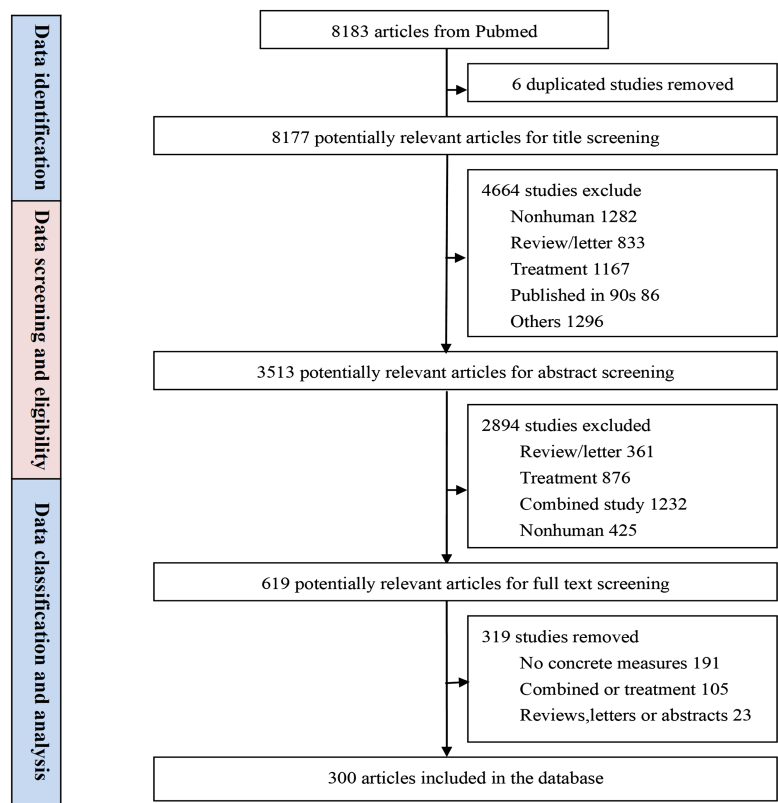 Data identification
8183 articles from Pubmed
6 duplicated studies removed
8177 potentially relevant articles for title screening
Data screening and eligibility
4664 studies exclude
Nonhuman 1282
Review/letter 833
Treatment 1167
Published in 90s 86
Others 1296
3513 potentially relevant articles for abstract screening
2894 studies excluded
Review/letter 361
Treatment 876
Combined study 1232
Nonhuman 425
Data classification and analysis
619 potentially relevant articles for full text screening
319 studies removed
No concrete measures 191
Combined or treatment 105
Reviews,letters or abstracts 23
300 articles included in the database